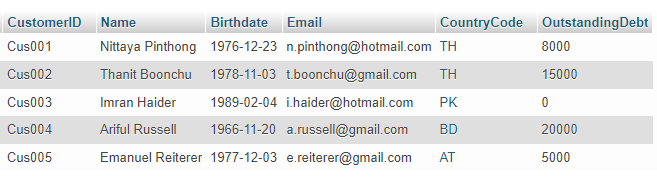 CustomerID Name Birthdate Email CountryCode OutstandingDebt
Cus001 Nittaya Pinthong 1976-12-23 n.pinthong@hotmail.com TH 8000
Cus002 Thanit Boonchu 1978-11-03 t.boonchu@gmail.com TH 15000
Cus003 Imran Haider 1989-02-04 i.haider@hotmail.com PK 0
Cus004 Ariful Russell 1966-11-20 a.russell@gmail.com BD 20000
Cus005 Emanuel Reiterer 1977-12-03 e.reiterer@gmail.com AT 5000